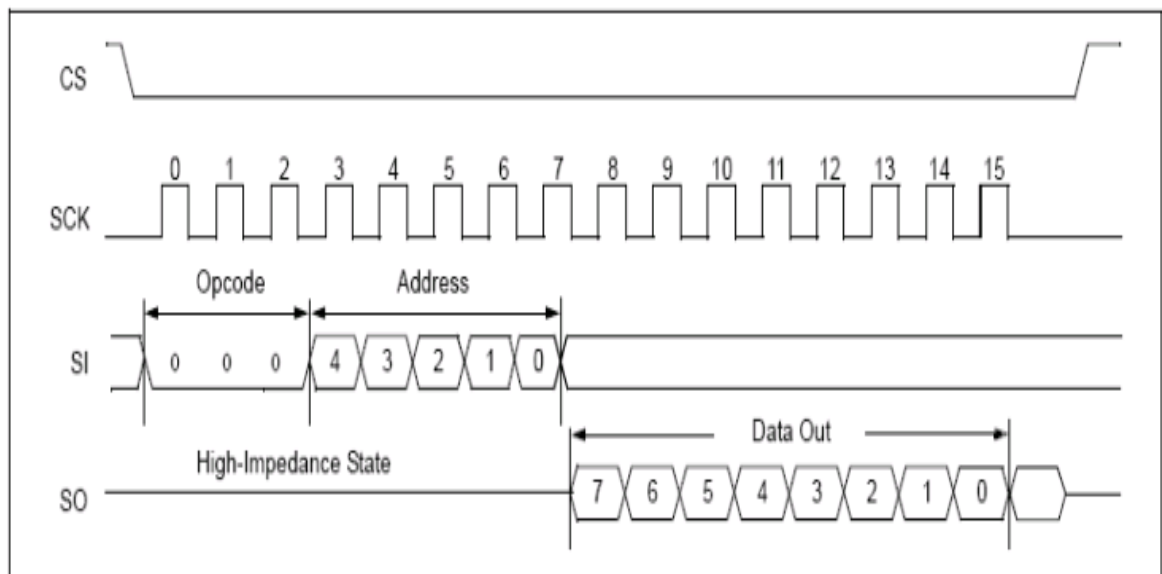 CS
0 1 2 3 4 5 6 7 8 9 10 11 12 13 14 15
SCK
Opcode Address
SI 0 0 0 4 3 2 1 0
Data Out
High-Impedance State
SO 7 6 5 4 3 2 1 0